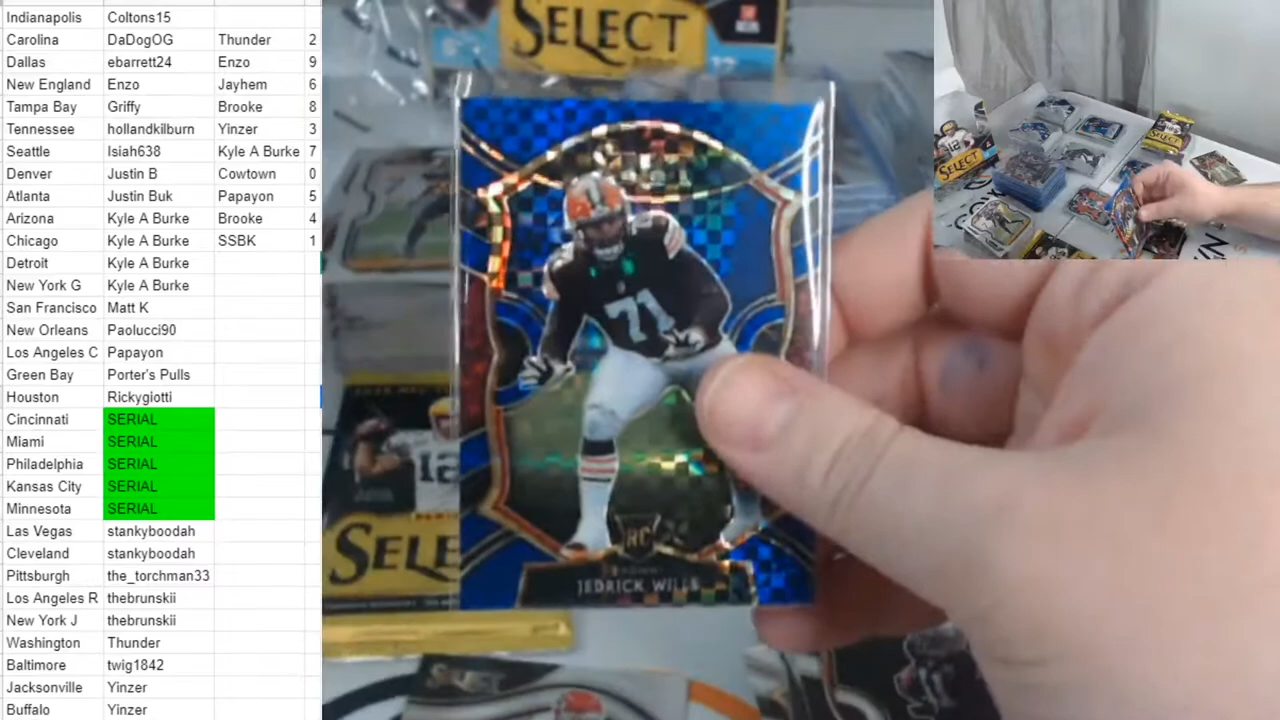 Indianapolis Coltons15
Carolina DaDogOG Thunder 2
Dallas ebarrett24 Enzo 9
New England Enzo Jayhem 6
Tampa Bay Griffy Brooke 8
Tennessee hollandkilburn Yinzer 3
Seattle Isiah638 Kyle A Burke 7
Denver Justin B Cowtown 0
Atlanta Justin Buk Papayon 5
Arizona Kyle A Burke Brooke 4
Chicago Kyle A Burke SSBK 1
Detroit Kyle A Burke
New York G Kyle A Burke
San Francisco Matt K
New Orleans Paolucci90
Los Angeles C Papayon
Green Bay Porter's Pulls
Houston Rickygiotti
Cincinnati SERIAL
Miami SERIAL
Philadelphia SERIAL
Kansas City SERIAL
Minnesota SERIAL
Las Vegas stankyboodah
Cleveland stankyboodah
Pittsburgh the_torchman33
Los Angeles R thebrunskii
New York J thebrunskii
Washington Thunder
Baltimore twig1842
Jacksonville Yinzer
Buffalo Yinzer
SELECT
71
RC
JEDRICK WILLS
12
SELE
SELECT
12
SELECT